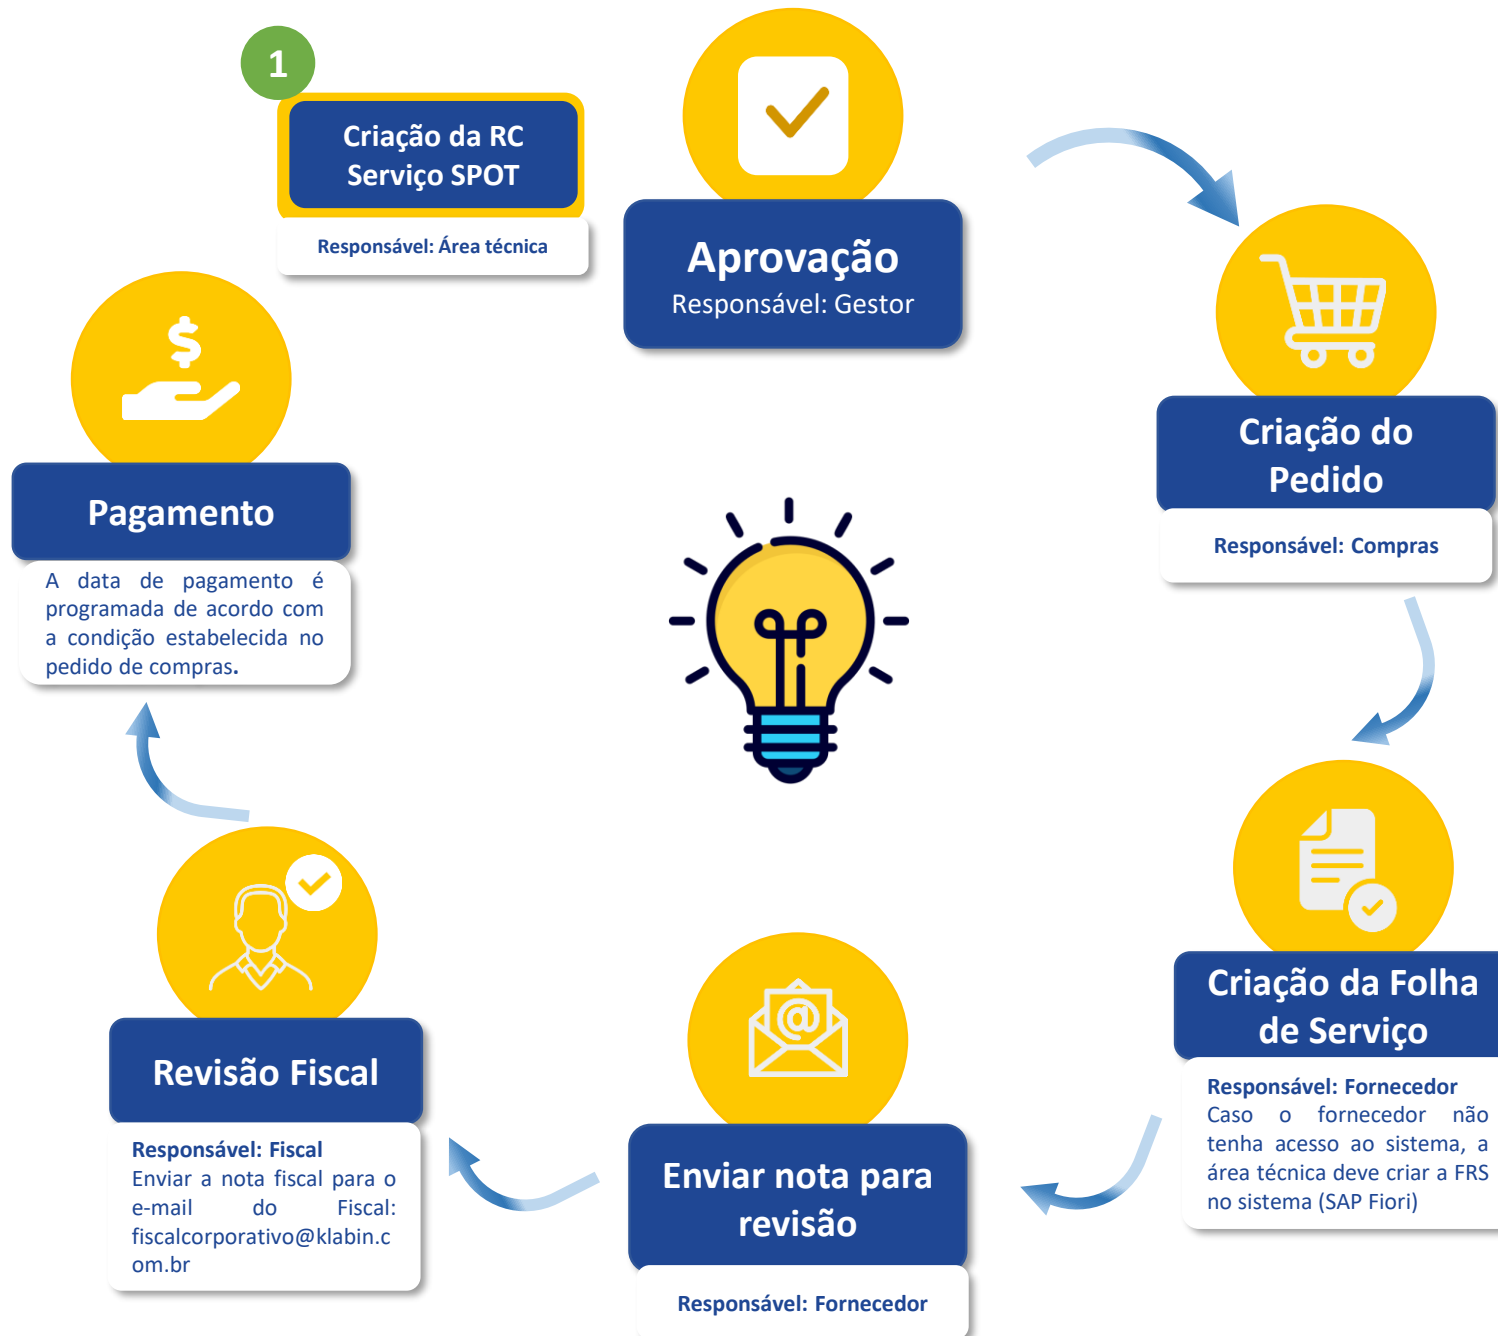 1
Criação da RC
Serviço SPOT
Responsável: Área técnica
Aprovação
Responsável: Gestor
Criação do
Pedido
Responsável: Compras
Criação da Folha
de Serviço
Responsável: Fornecedor
Caso o fornecedor não
tenha acesso ao sistema, a
área técnica deve criar a FRS
no sistema (SAP Fiori)
Enviar nota para
revisão
Responsável: Fornecedor
Revisão Fiscal
Responsável: Fiscal
Enviar a nota fiscal para o
e-mail do Fiscal:
fiscalcorporativo@klabin.c
om.br
Pagamento
A data de pagamento é
programada de acordo com
a condição estabelecida no
pedido de compras.
$
@